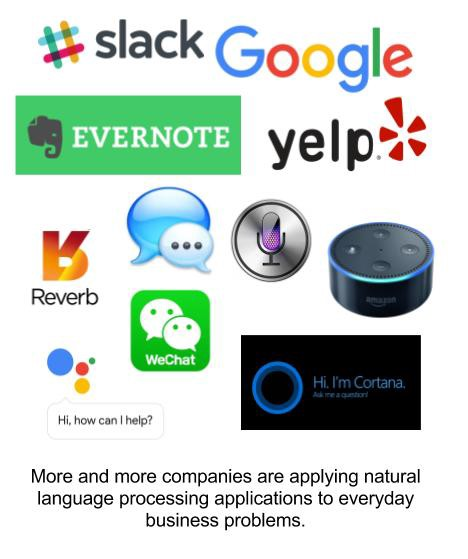 slack
Google
EVERNOTE
yelp
Reverb
WeChat
amazon
Hi. I'm Cortana.
Ask me a question!
Hi, how can I help?
More and more companies are applying natural
language processing applications to everyday
business problems.